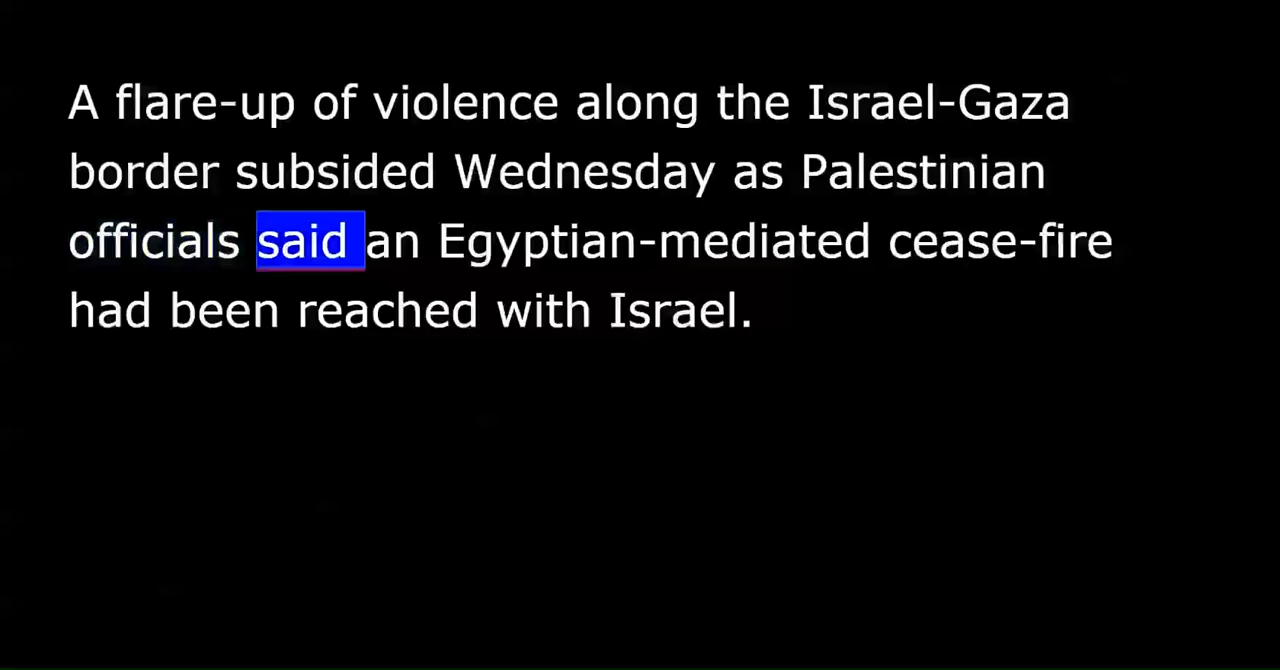 A flare-up of violence along the Israel-Gaza
border subsided Wednesday as Palestinian
officials said an Egyptian-mediated cease-fire
had been reached with Israel.